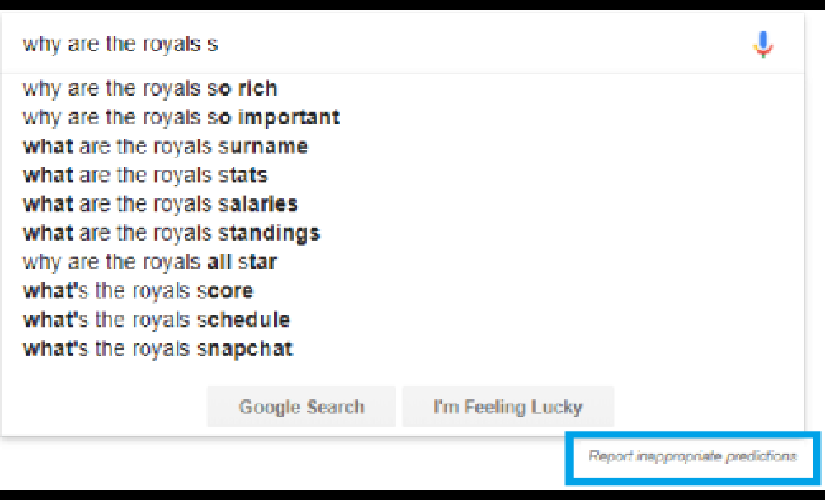 why are the royals s
why are the royals so rich
why are the royals so important
what are the royals surname
what are the royals stats
what are the royals salaries
what are the royals standings
why are the royals all star
what's the royals score
what's the royals schedule
what's the royals snapchat
Google Search I'm Feeling Lucky
Report inappropriate predictions